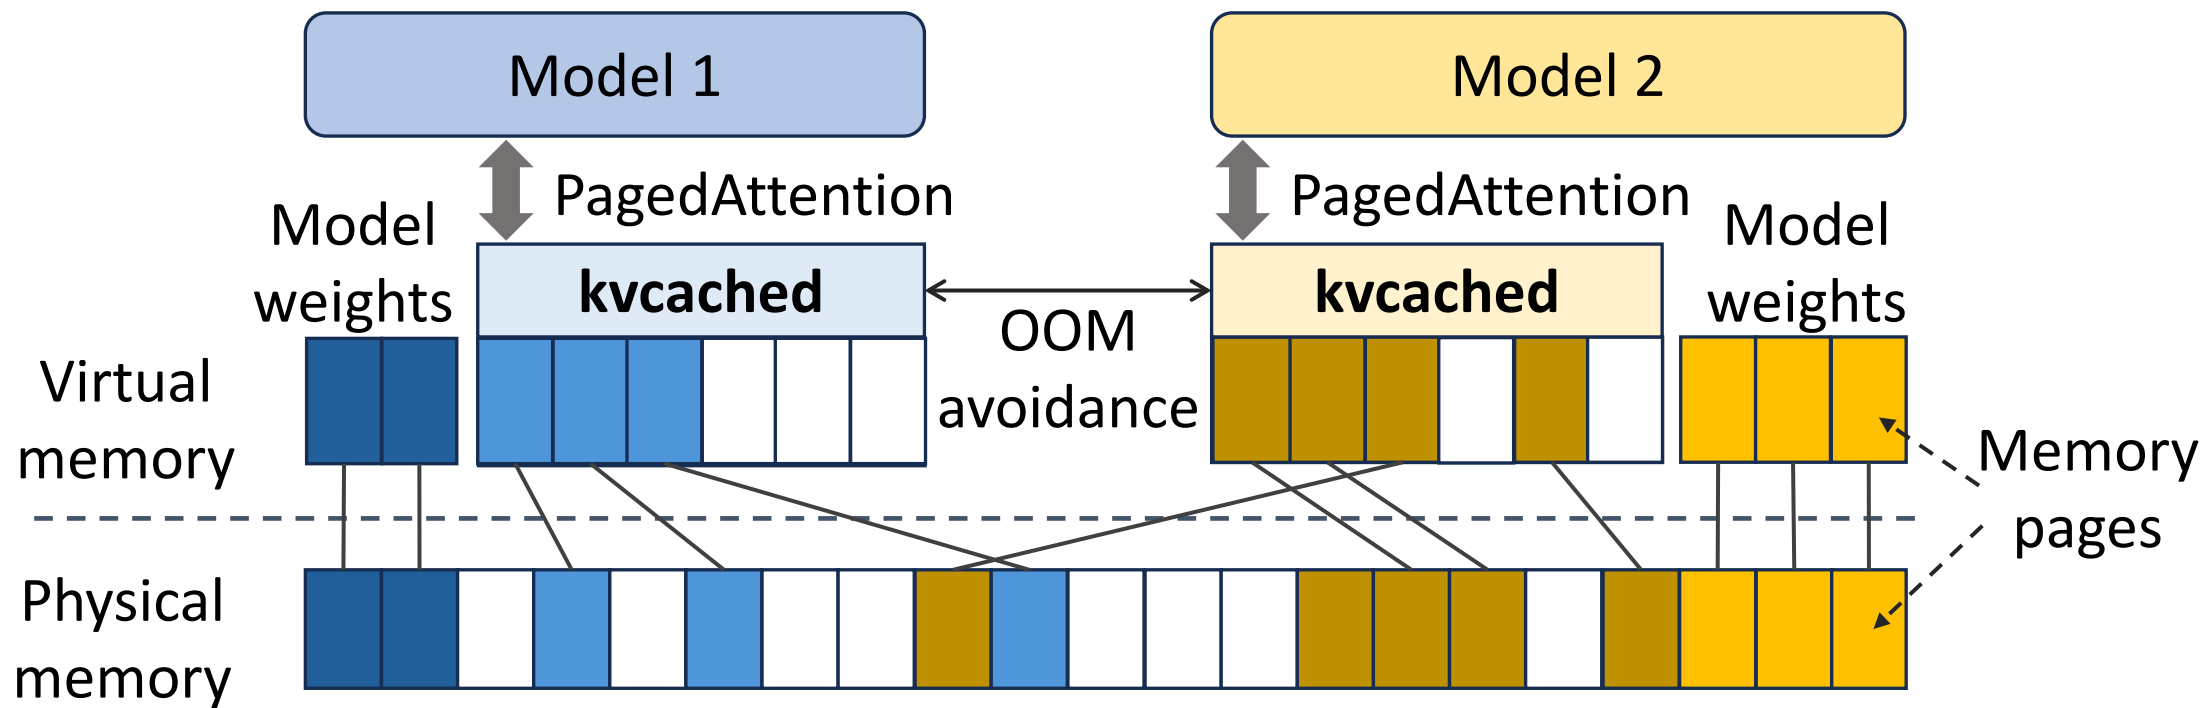 Model 1
Model 2
PagedAttention
PagedAttention
Model
weights
Model
weights
kvcached
kvcached
OOM
avoidance
Virtual
memory
Memory
pages
Physical
memory